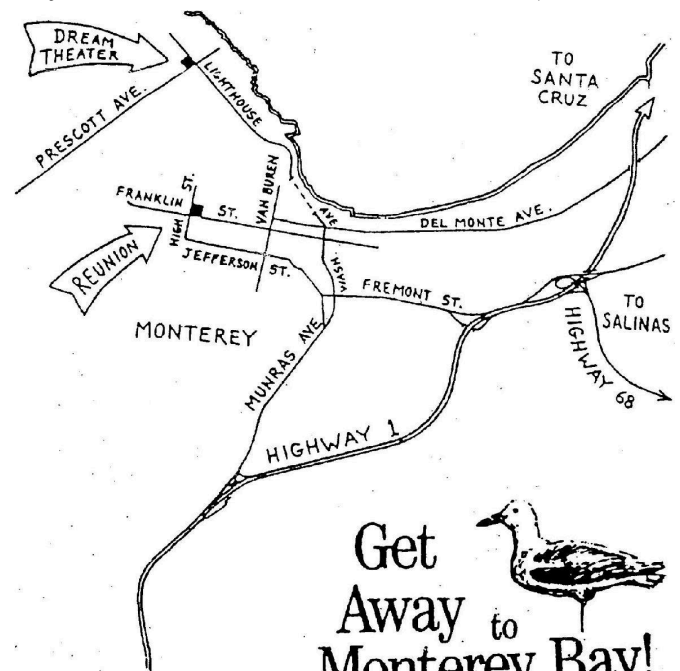 DREAM
THEATER
LIGHTHOUSE
PRESCOTT AVE.
TO
SANTA
CRUZ
FRANKLIN ST.
HIGH ST.
VAN BUREN
AVE
WASH.
DEL MONTE AVE.
REUNION
JEFFERSON ST.
FREMONT ST.
TO
SALINAS
HIGHWAY 68
MONTEREY
MUNRAS AVE.
HIGHWAY 1
Get
Away to
Monterey Bay!